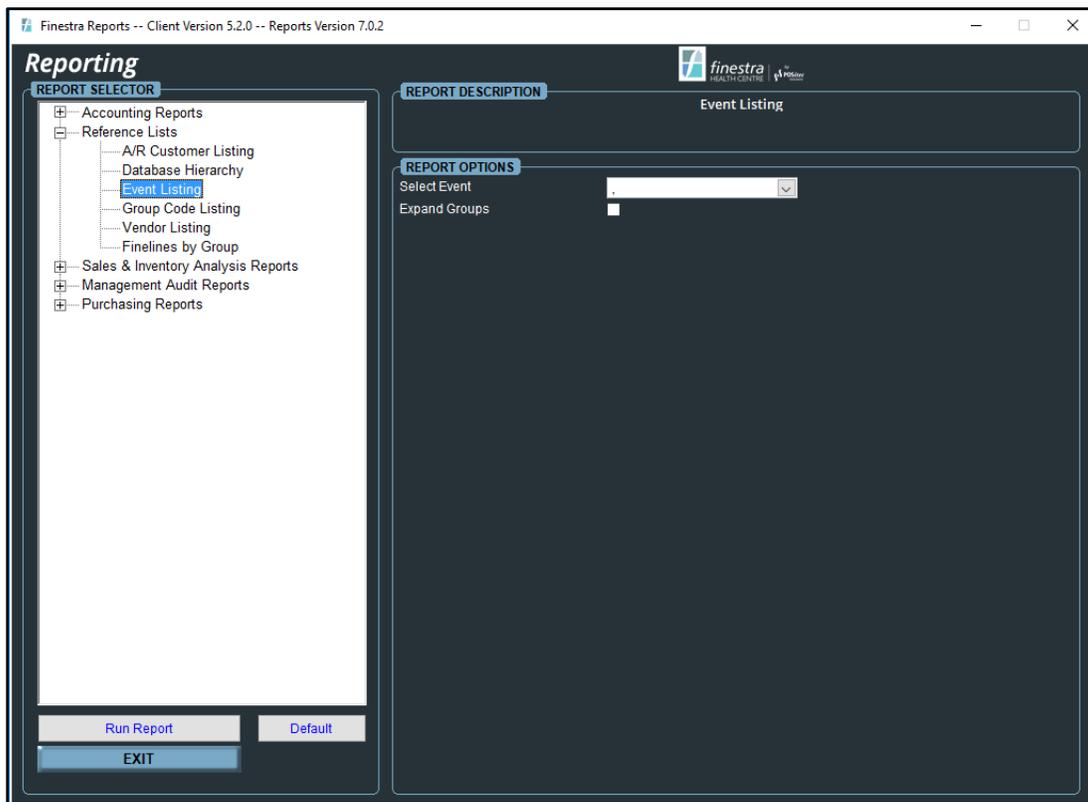 Finestra Reports -- Client Version 5.2.0 -- Reports Version 7.0.2
Reporting
finestra
HEALTH CENTRE
by
POSitec
REPORT SELECTOR
Accounting Reports
Reference Lists
A/R Customer Listing
Database Hierarchy
Event Listing
Group Code Listing
Vendor Listing
Finelines by Group
Sales & Inventory Analysis Reports
Management Audit Reports
Purchasing Reports
Run Report
Default
EXIT
REPORT DESCRIPTION
Event Listing
REPORT OPTIONS
Select Event
,
Expand Groups